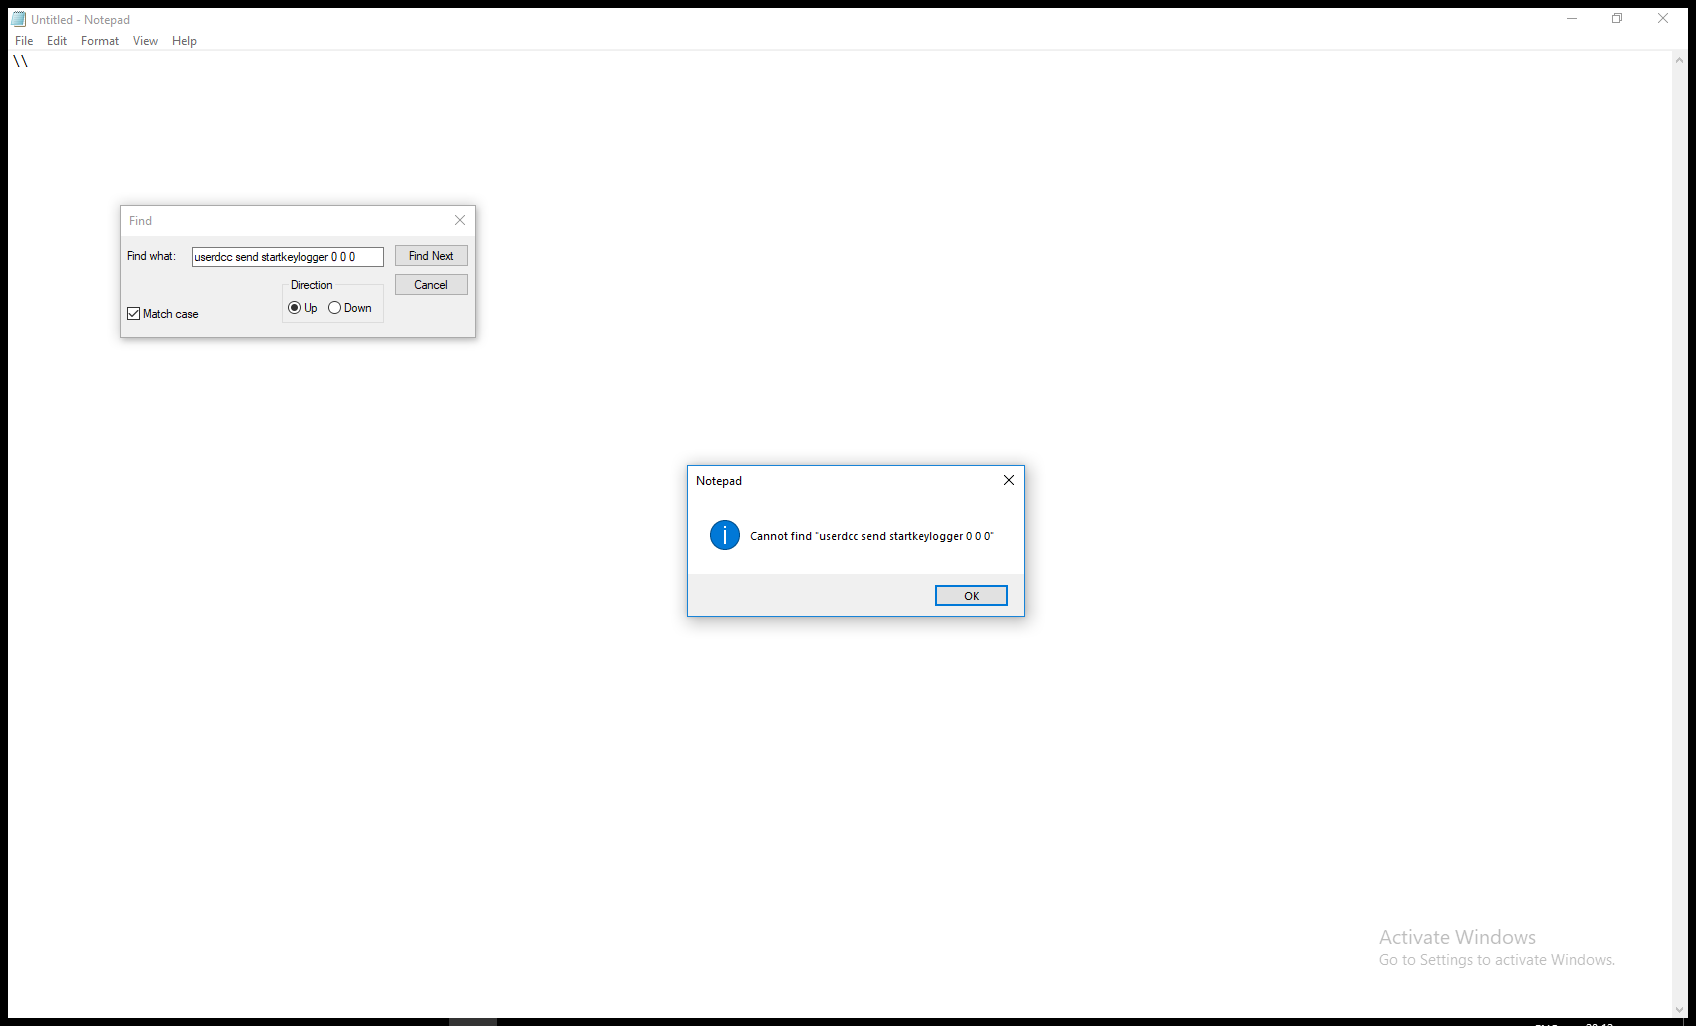 Untitled - Notepad
File Edit Format View Help
\\
Find
Find what: userdcc send startkeylogger 0 0 0 Find Next
Direction Cancel
Up Down
Match case
Notepad
Cannot find "userdcc send startkeylogger 0 0 0"
OK
Activate Windows
Go to Settings to activate Windows.